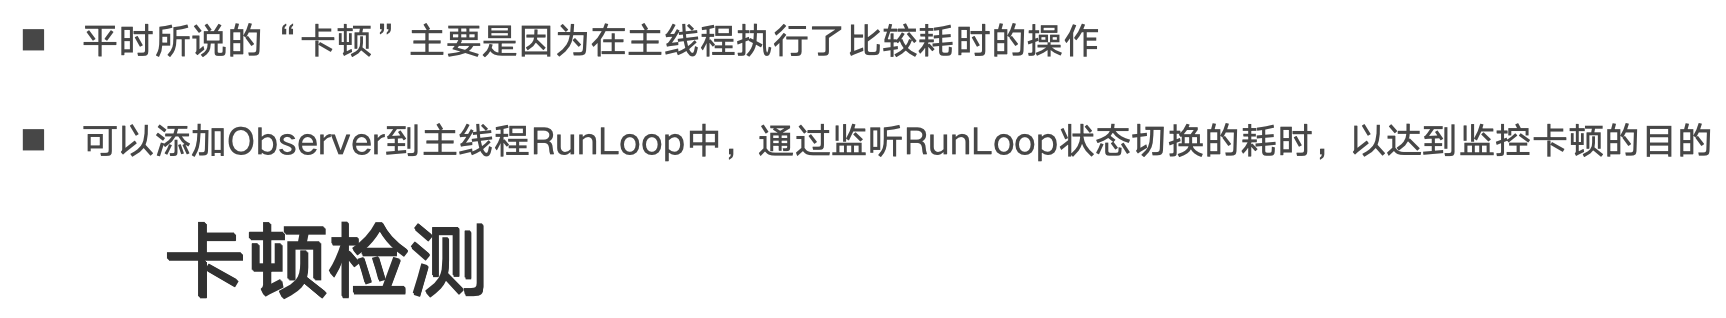 ■ 平时所说的“卡顿”主要是因为在主线程执行了比较耗时的操作
■ 可以添加Observer到主线程RunLoop中，通过监听RunLoop状态切换的耗时，以达到监控卡顿的目的
卡顿检测